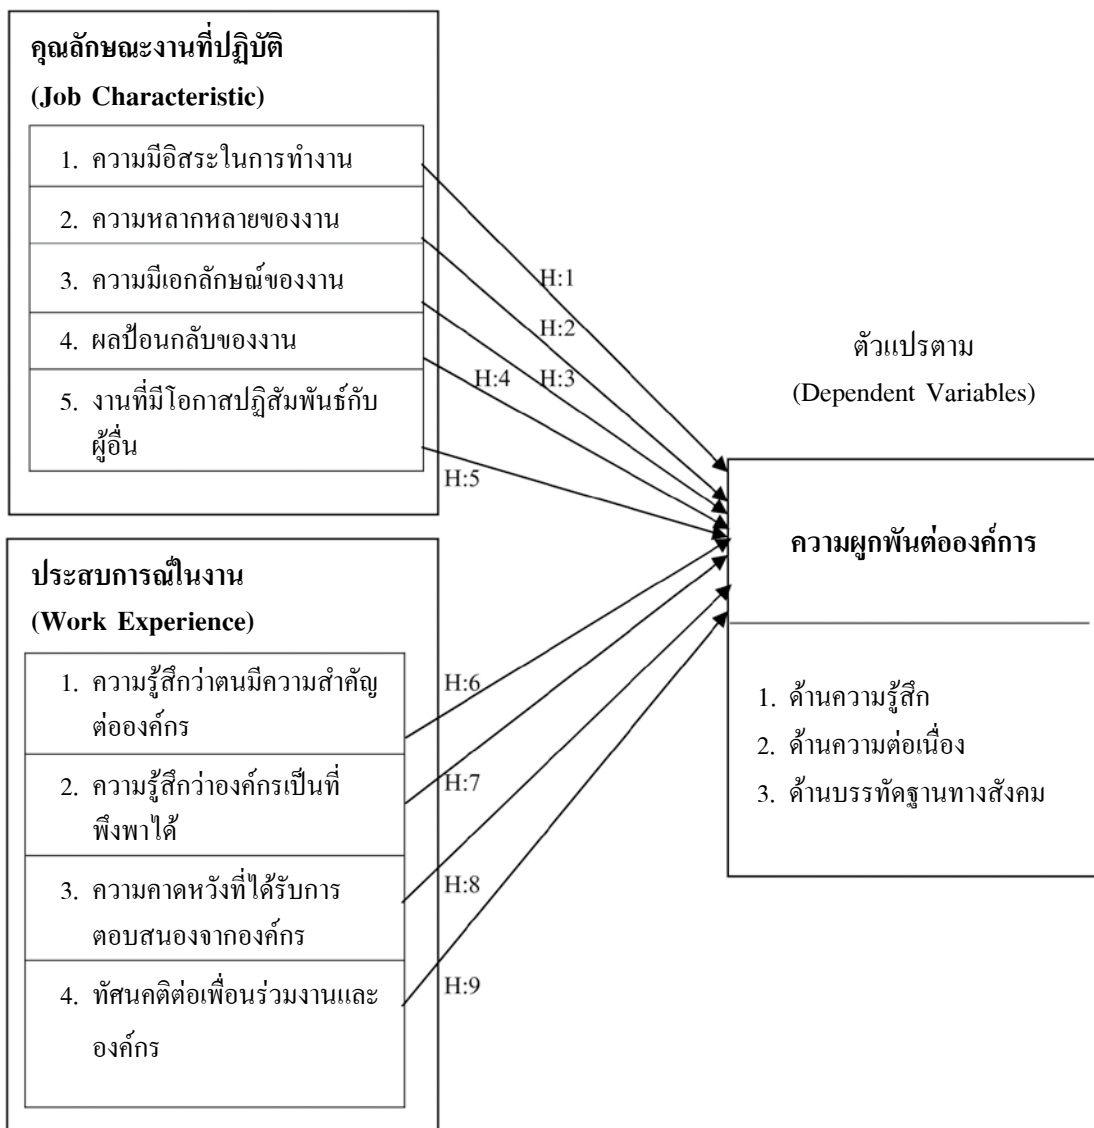 คุณลักษณะงานที่ปฏิบัติ
(Job Characteristic)
1. ความมีอิสระในการทำงาน
2. ความหลากหลายของงาน
3. ความมีเอกลักษณ์ของงาน
4. ผลป้อนกลับของงาน
5. งานที่มีโอกาสปฏิสัมพันธ์กับ
ผู้อื่น
H:1
H:2
H:4
H:3
H:5
ประสบการณ์ในงาน
(Work Experience)
1. ความรู้สึกว่าตนมีความสำคัญ
ต่อองค์กร
2. ความรู้สึกว่าองค์กรเป็นที่
พึงพาได้
3. ความคาดหวังที่ได้รับการ
ตอบสนองจากองค์กร
4. ทัศนคติต่อเพื่อนร่วมงานและ
องค์กร
H:6
H:7
H:8
H:9
ตัวแปรตาม
(Dependent Variables)
ความผูกพันต่อองค์การ
1. ด้านความรู้สึก
2. ด้านความต่อเนื่อง
3. ด้านบรรทัดฐานทางสังคม